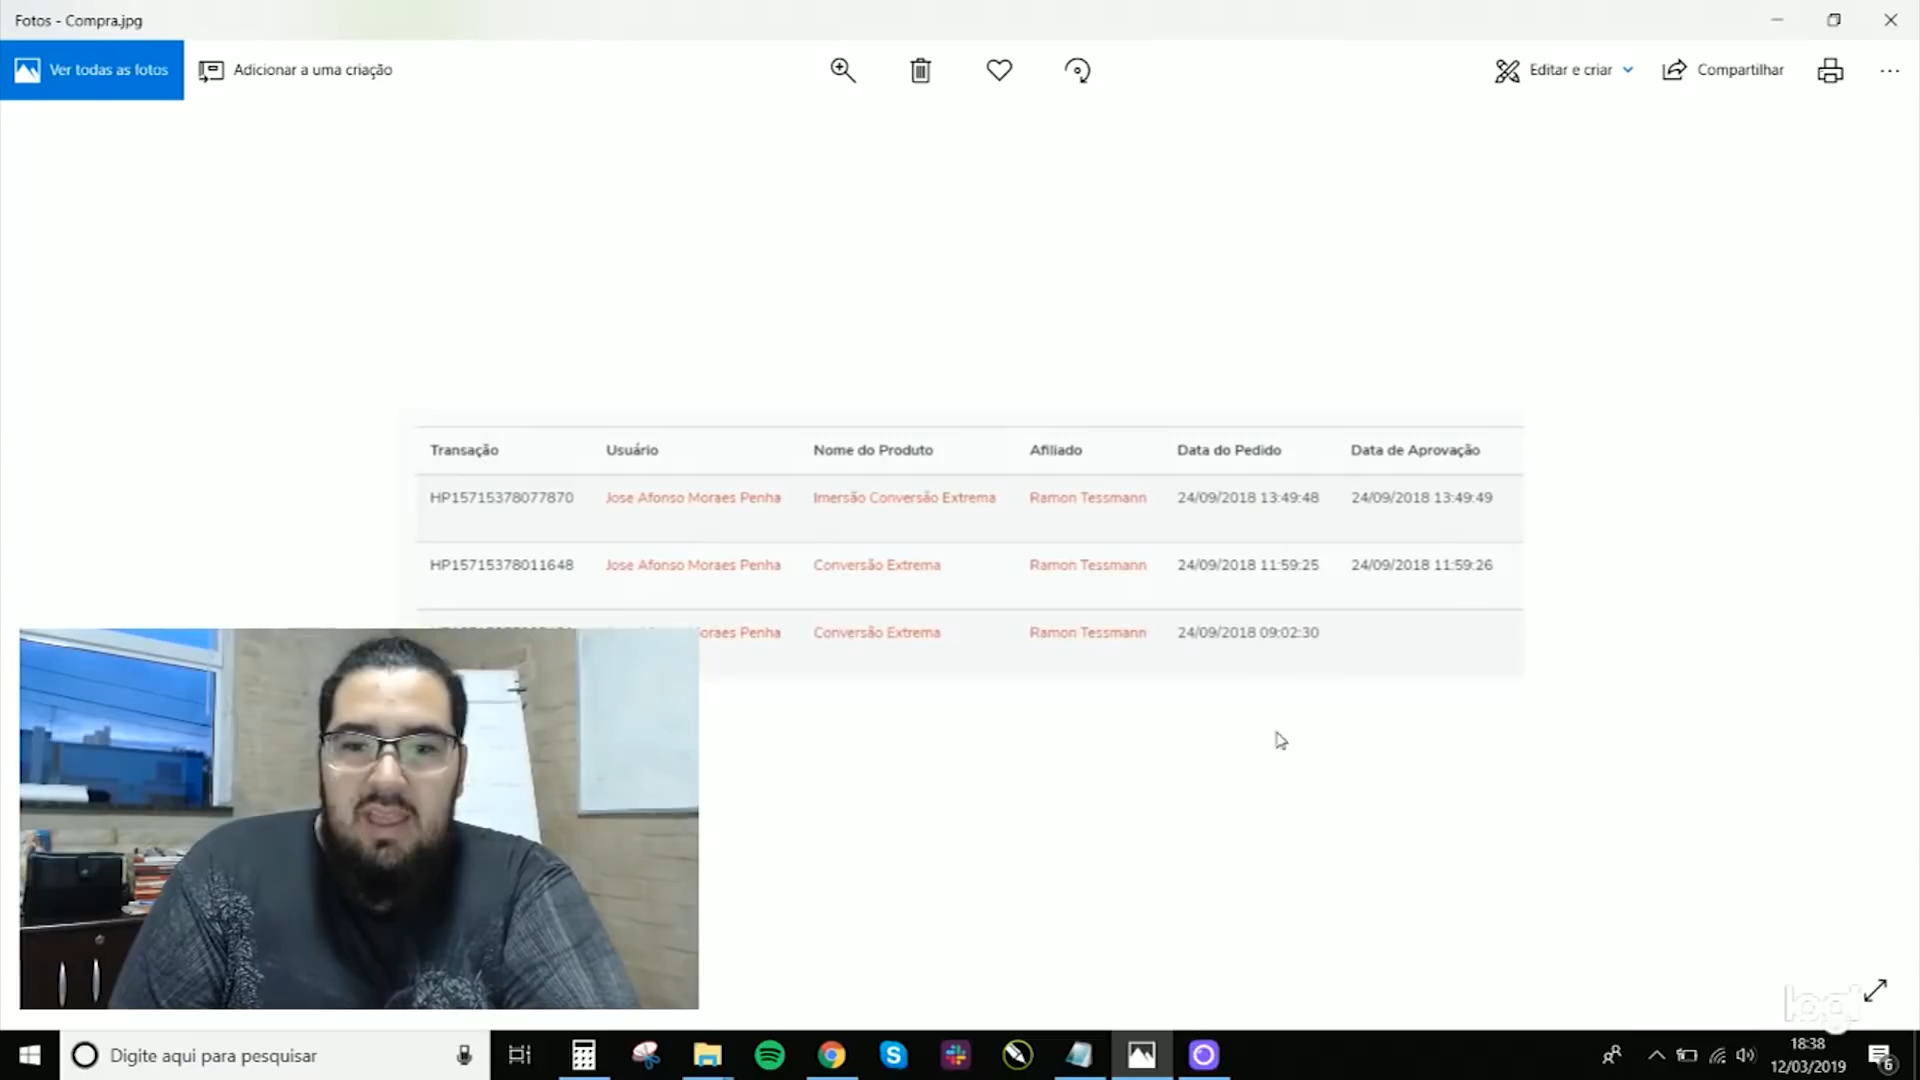 Fotos - Compra.jpg
Ver todas as fotos Adicionar a uma criação Editar e criar Compartilhar
Transação Usuário Nome do Produto Afiliado Data do Pedido Data de Aprovação
HP15715378077870 Jose Afonso Moraes Penha Imersão Conversão Extrema Ramon Tessmann 24/09/2018 13:49:48 24/09/2018 13:49:49
HP15715378011648 Jose Afonso Moraes Penha Conversão Extrema Ramon Tessmann 24/09/2018 11:59:25 24/09/2018 11:59:26
oraes Penha Conversão Extrema Ramon Tessmann 24/09/2018 09:02:30
logi
Digite aqui para pesquisar
18:38
12/03/2019
6